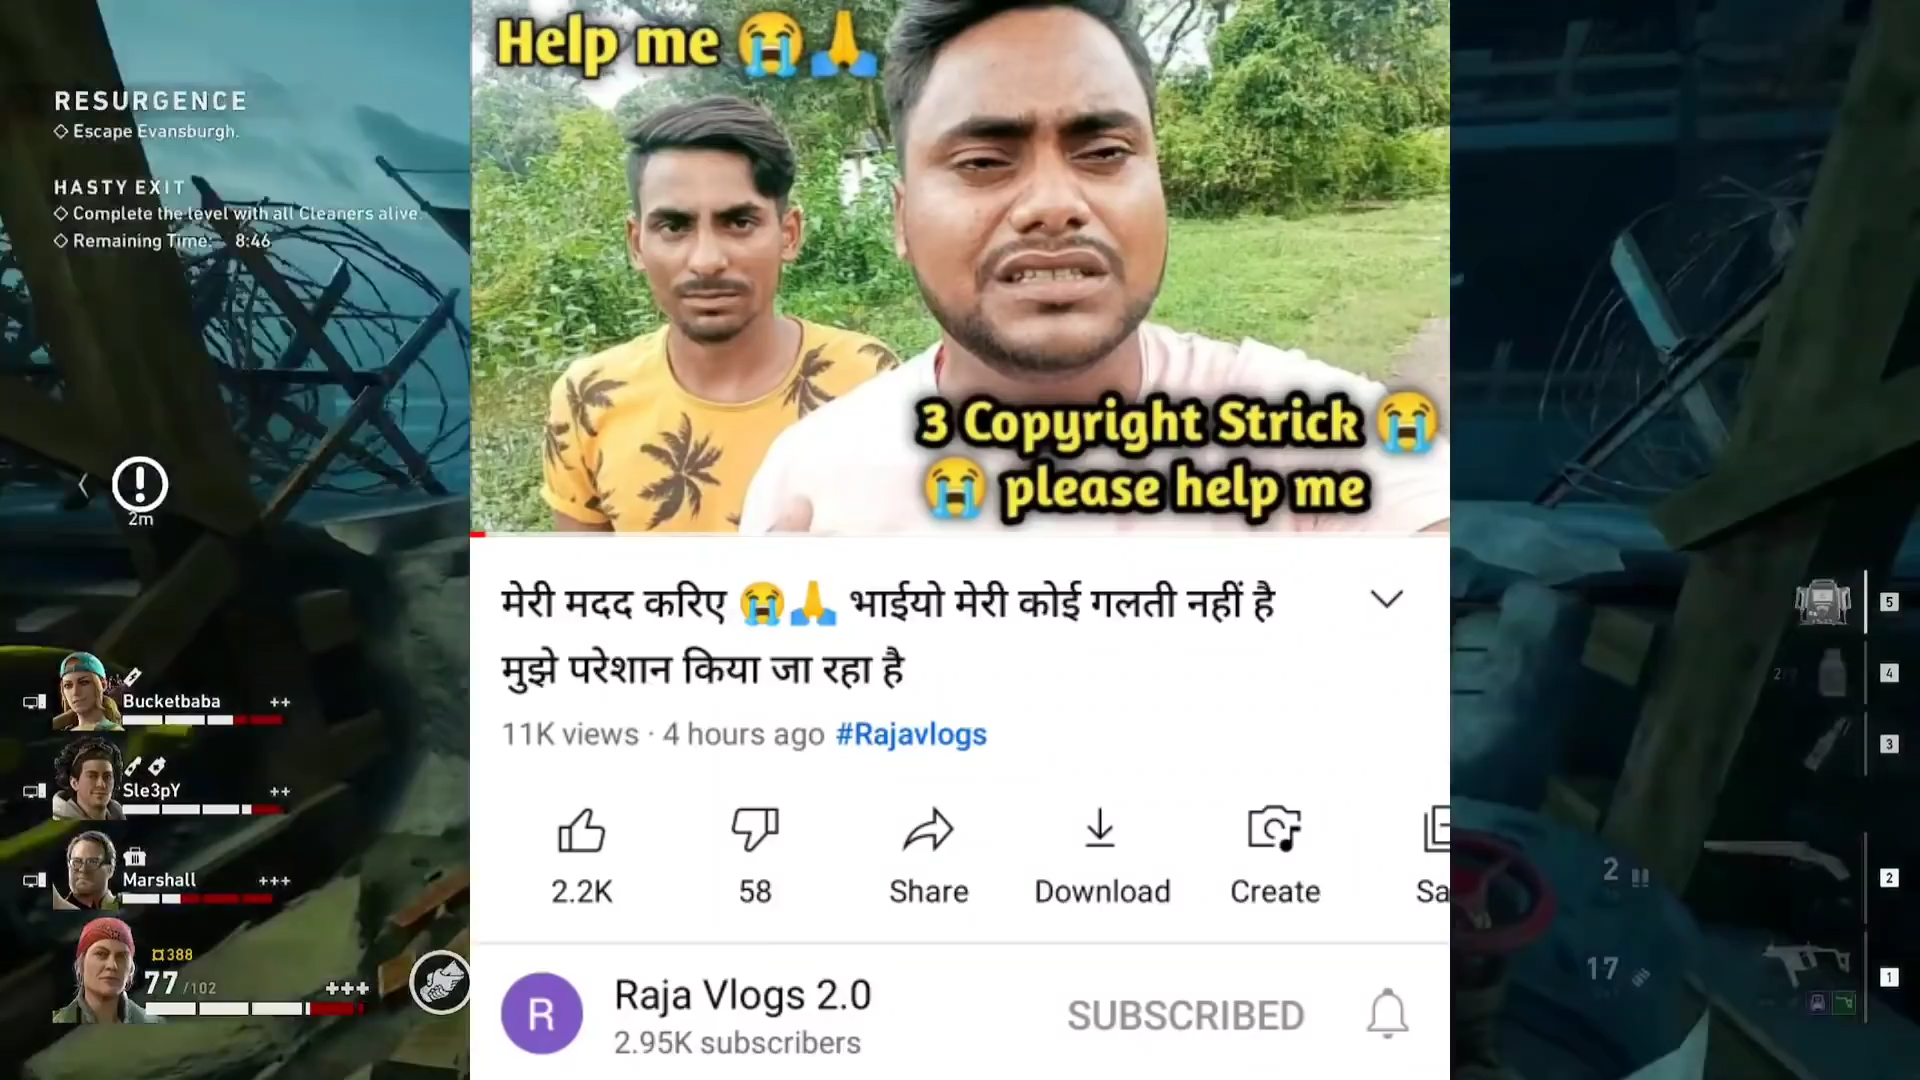 RESURGENCE
Escape Evansburgh.
HASTY EXIT
Complete the level with all Cleaners alive.
Remaining Time: 8:46
2m
Bucketbaba ++
Sle3pY ++
Marshall +++
388
77 /102 +++
Help me 😭🙏
3 Copyright Strick 😭
😭 please help me
मेरी मदद करिए 😭🙏 भाईयो मेरी कोई गलती नहीं है
मुझे परेशान किया जा रहा है
11K views · 4 hours ago #Rajavlogs
2.2K 58 Share Download Create Sa
R
Raja Vlogs 2.0
2.95K subscribers
SUBSCRIBED
5
4
3
2
2
17
1